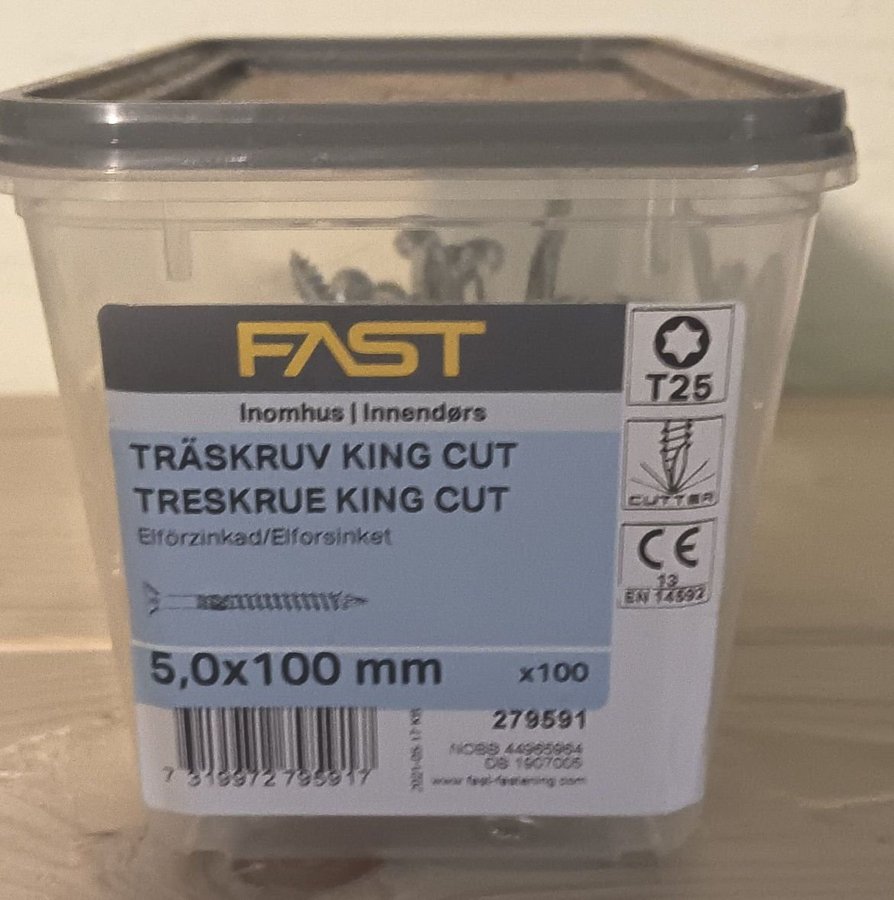 FAST
Inomhus | Innendørs
TRÄSKRUV KING CUT
TRESKRUE KING CUT
Elförzinkad/Elforsinket
5,0x100 mm
x100
279591
NOBB 44965964
DB 1907005
www.fast-fastening.com
7 319972 795917
T25
CUTTER
CE
13
EN 14592